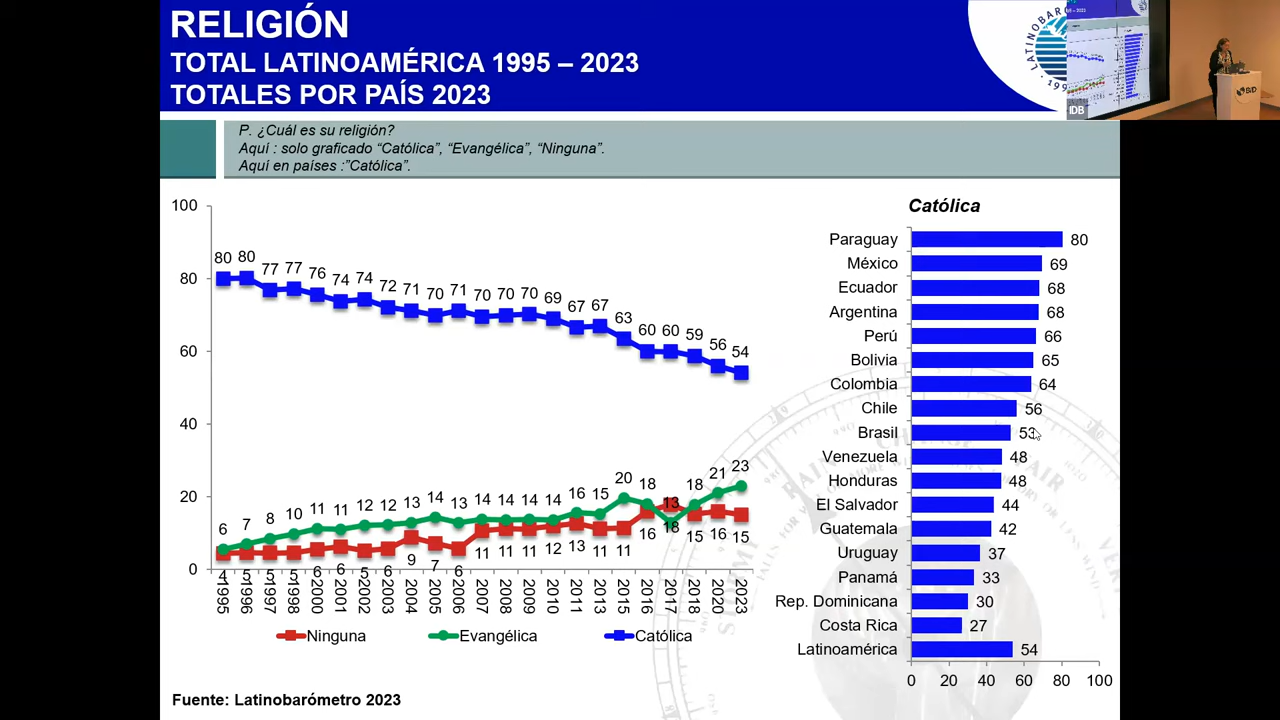 RELIGIÓN
TOTAL LATINOAMÉRICA 1995 – 2023
TOTALES POR PAÍS 2023
P. ¿Cuál es su religión?
Aquí : solo graficado “Católica”, “Evangélica”, “Ninguna”.
Aquí en países :”Católica”.
IDB
BID
100
80
60
40
20
0
80 80 77 77 76 74 74 72 71 70 71 70 70 70 69 67 67 63 60 60 59 56 54
6 7 8 10 11 11 12 12 13 14 13 14 14 14 14 16 15 20 18 13 18 21 23
4 5 5 5 6 6 5 6 9 7 6 11 11 11 12 13 11 11 16 18 15 16 15
1995 1996 1997 1998 2000 2001 2002 2003 2004 2005 2006 2007 2008 2009 2010 2011 2013 2015 2016 2017 2018 2020 2023
Ninguna Evangélica Católica
Católica
Paraguay 80
México 69
Ecuador 68
Argentina 68
Perú 66
Bolivia 65
Colombia 64
Chile 56
Brasil 53
Venezuela 48
Honduras 48
El Salvador 44
Guatemala 42
Uruguay 37
Panamá 33
Rep. Dominicana 30
Costa Rica 27
Latinoamérica 54
0 20 40 60 80 100
Fuente: Latinobarómetro 2023